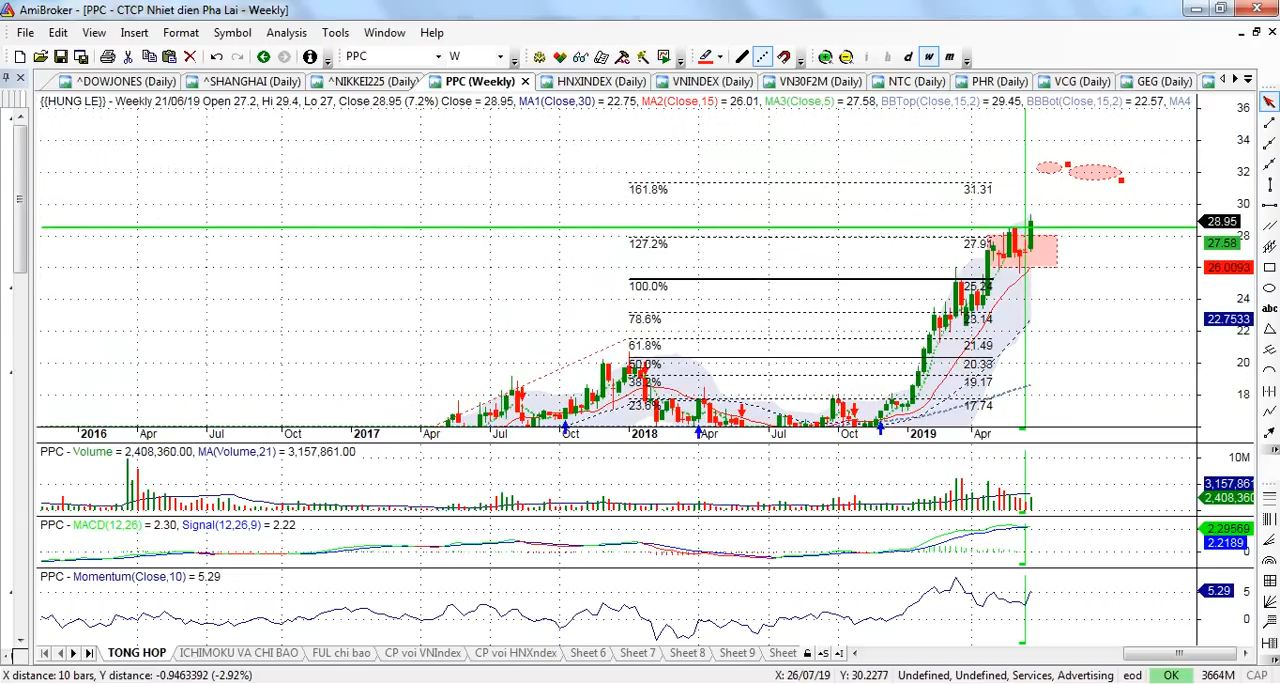 AmiBroker - [PPC - CTCP Nhiet dien Pha Lai - Weekly]
File Edit View Insert Format Symbol Analysis Tools Window Help
PPC W h d w m
^DOWJONES (Daily) ^SHANGHAI (Daily) ^NIKKEI225 (Daily) PPC (Weekly) HNXINDEX (Daily) VNINDEX (Daily) VN30F2M (Daily) NTC (Daily) PHR (Daily) VCG (Daily) GEG (Daily)
{{HUNG LE}} - Weekly 21/06/19 Open 27.2, Hi 29.4, Lo 27, Close 28.95 (7.2%) Close = 28.95, MA1(Close,30) = 22.75, MA2(Close,15) = 26.01, MA3(Close,5) = 27.58, BBTop(Close,15,2) = 29.45, BBBot(Close,15,2) = 22.57, MA4
36
34
32
161.8% 31.31
30
28.95
28
127.2% 27.91 27.58
26.0093
100.0% 25.24
24
78.6% 23.14 22.7533
22
61.8% 21.49
50.0% 20.33 20
38.2% 19.17
18
23.6% 17.74
2016 Apr Jul Oct 2017 Apr Jul Oct 2018 Apr Jul Oct 2019 Apr
PPC - Volume = 2,408,360.00, MA(Volume,21) = 3,157,861.00
10M
3,157,861
2,408,360
PPC - MACD(12,26) = 2.30, Signal(12,26,9) = 2.22
2.29569
2.2189
0
PPC - Momentum(Close,10) = 5.29
5.29 5
0
TONG HOP ICHIMOKU VA CHI BAO TL - chi bao CP voi VNIndex CP voi HNXndex Sheet 6 Sheet 7 Sheet 8 Sheet 9 Sheet
X distance: 10 bars, Y distance: -0.9463392 (-2.92%) X: 26/07/19 Y: 30.2277 Undefined, Undefined, Services, Advertising eod OK 3664M CAP